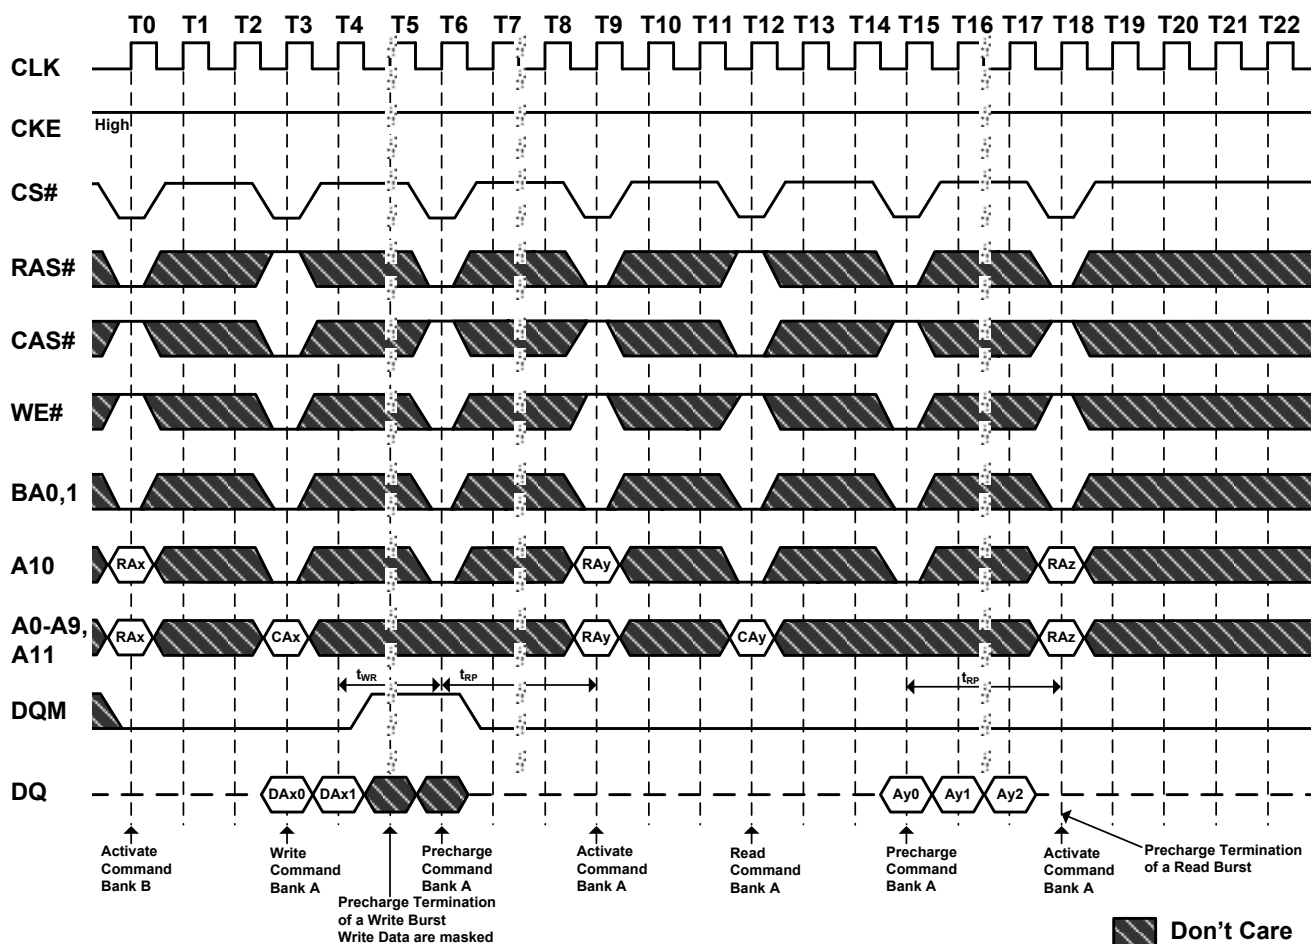 T0 T1 T2 T3 T4 T5 T6 T7 T8 T9 T10 T11 T12 T13 T14 T15 T16 T17 T18 T19 T20 T21 T22
CLK
CKE
High
CS#
RAS#
CAS#
WE#
BA0,1
A10
RAx RAy RAz
A0-A9,
A11
RAx CAx RAy CAy RAz
tWR tRP tRP
DQM
DQ
DAx0 DAx1 Ay0 Ay1 Ay2
Activate
Command
Bank B
Write
Command
Bank A
Precharge Termination
of a Write Burst
Write Data are masked
Precharge
Command
Bank A
Activate
Command
Bank A
Read
Command
Bank A
Precharge
Command
Bank A
Activate
Command
Bank A
Precharge Termination
of a Read Burst
Don't Care